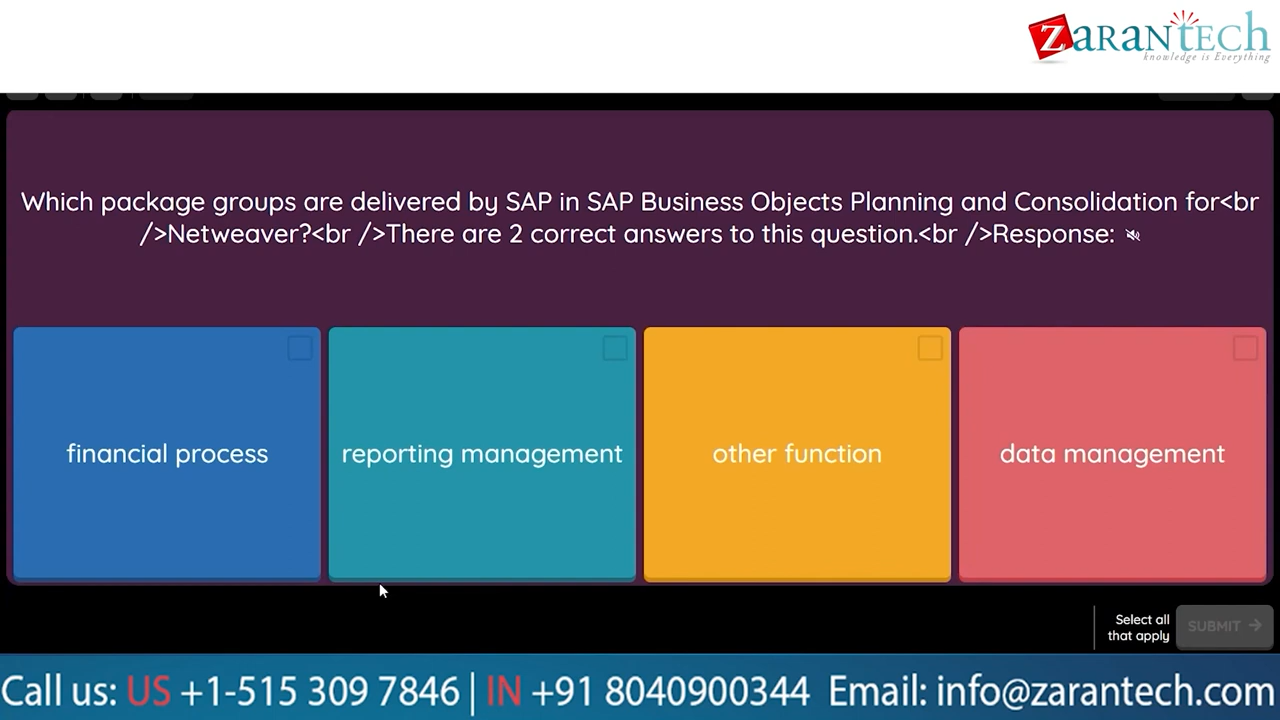 ZARANTECH
knowledge is Everything
Which package groups are delivered by SAP in SAP Business Objects Planning and Consolidation for<br
/>Netweaver?<br />There are 2 correct answers to this question.<br />Response:
financial process
reporting management
other function
data management
Select all
that apply
SUBMIT
Call us: US +1-515 309 7846 | IN +91 8040900344 Email: info@zarantech.com